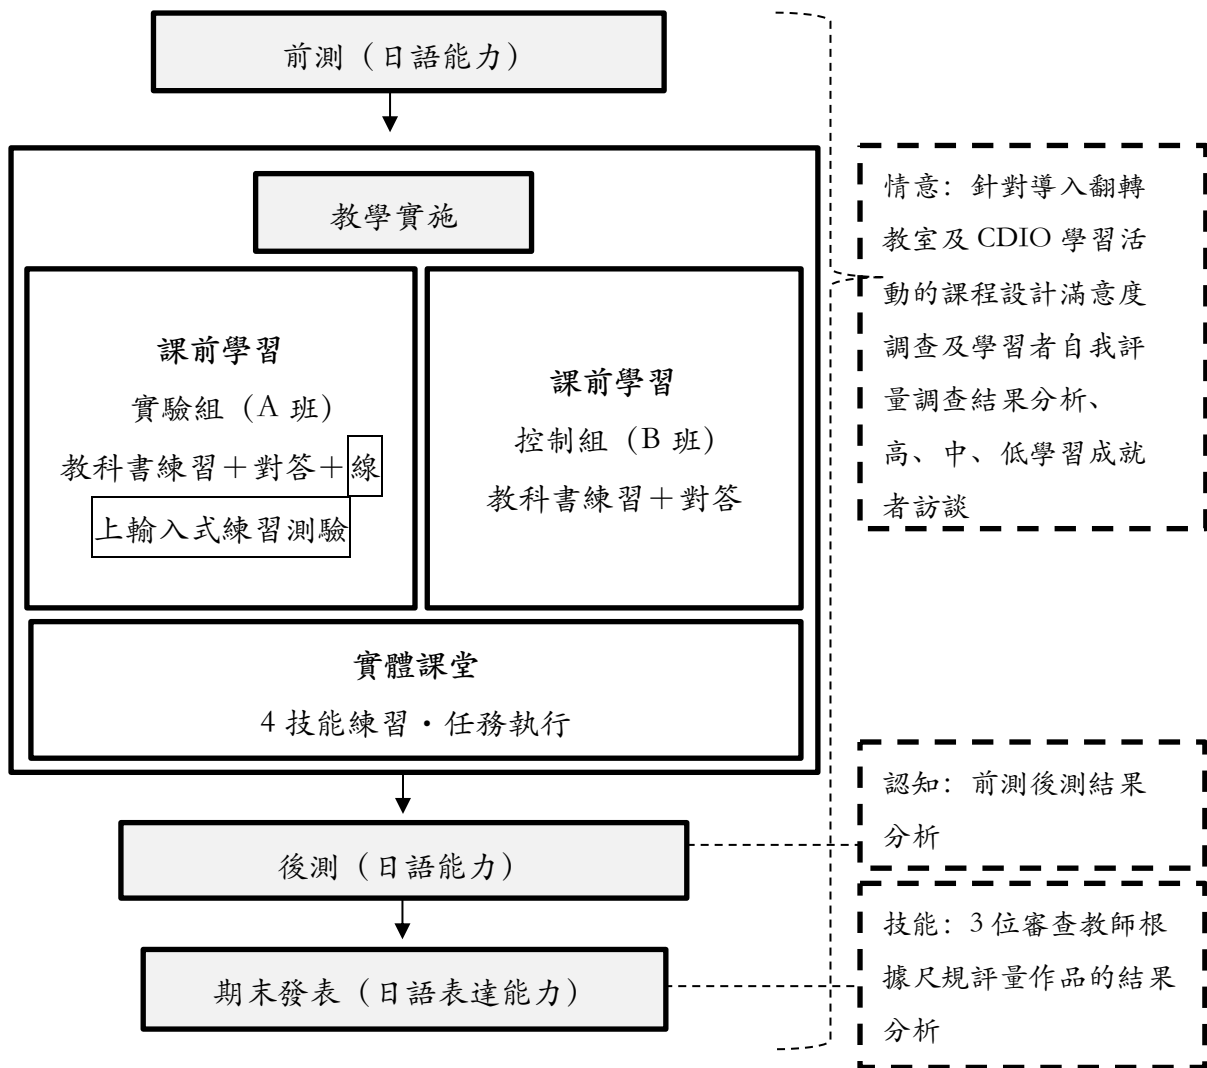 前測（日語能力）
教學實施
課前學習
實驗組（A 班）
教科書練習＋對答＋線
上輸入式練習測驗
課前學習
控制組（B 班）
教科書練習＋對答
實體課堂
4 技能練習・任務執行
後測（日語能力）
期末發表（日語表達能力）
情意：針對導入翻轉
教室及 CDIO 學習活
動的課程設計滿意度
調查及學習者自我評
量調查結果分析、
高、中、低學習成就
者訪談
認知：前測後測結果
分析
技能：3 位審查教師根
據尺規評量作品的結果
分析